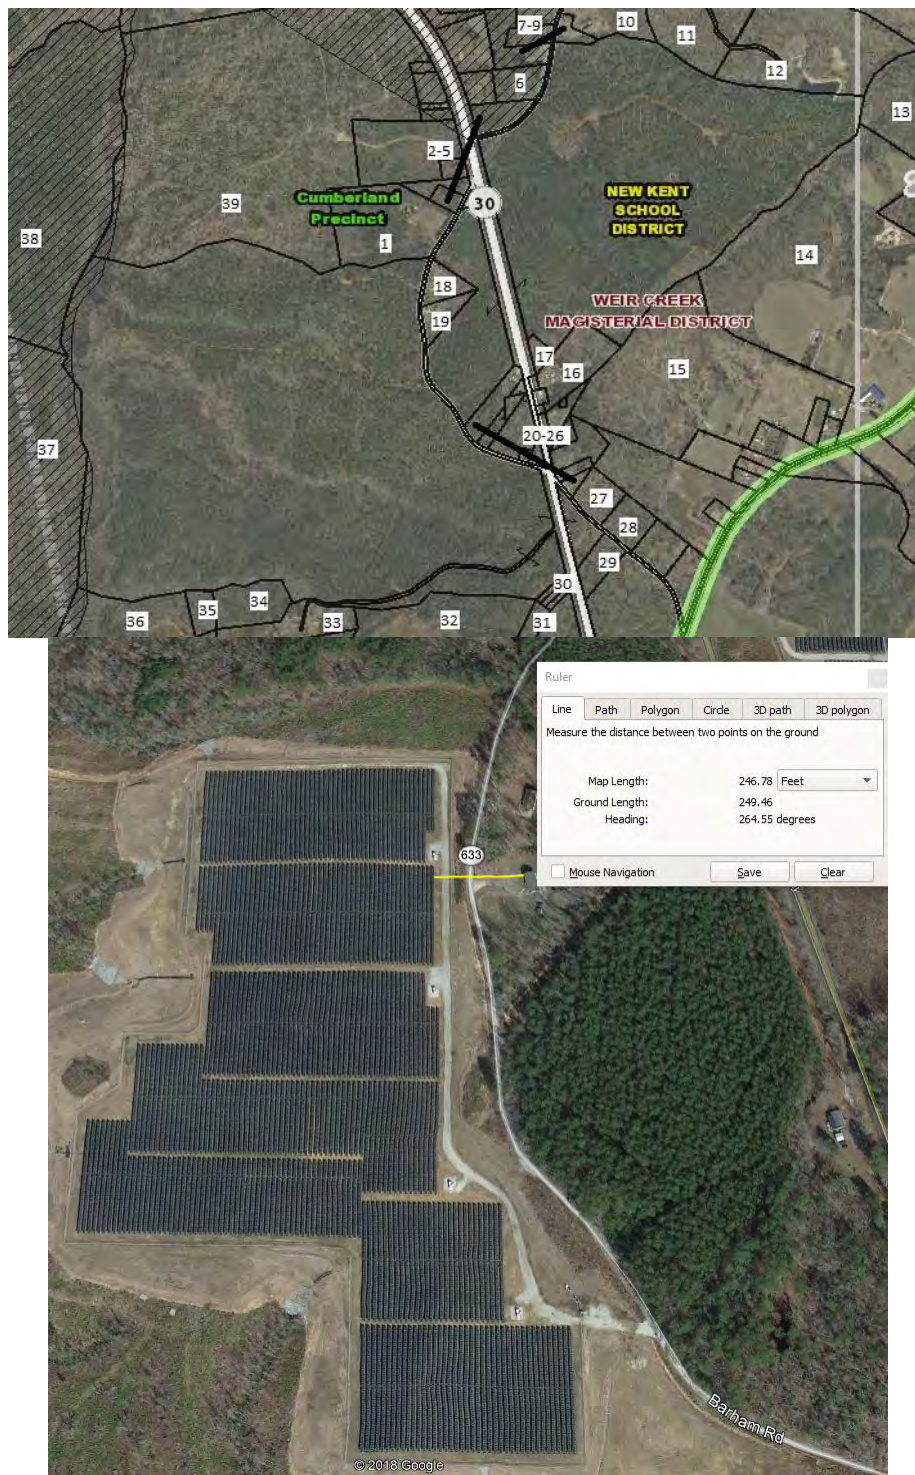 7-9
10
11
12
6
13
2-5
Cumberland
Precinct
39
30
NEW KENT
SCHOOL
DISTRICT
38
1
14
18
WEIR CREEK
MAGISTERIAL DISTRICT
19
17
16
15
20-26
37
27
28
29
30
36
35
34
33
32
31
Ruler
Line Path Polygon Circle 3D path 3D polygon
Measure the distance between two points on the ground
Map Length: 246.78 Feet
Ground Length: 249.46
Heading: 264.55 degrees
Mouse Navigation Save Clear
633
Barham Rd
© 2018 Google